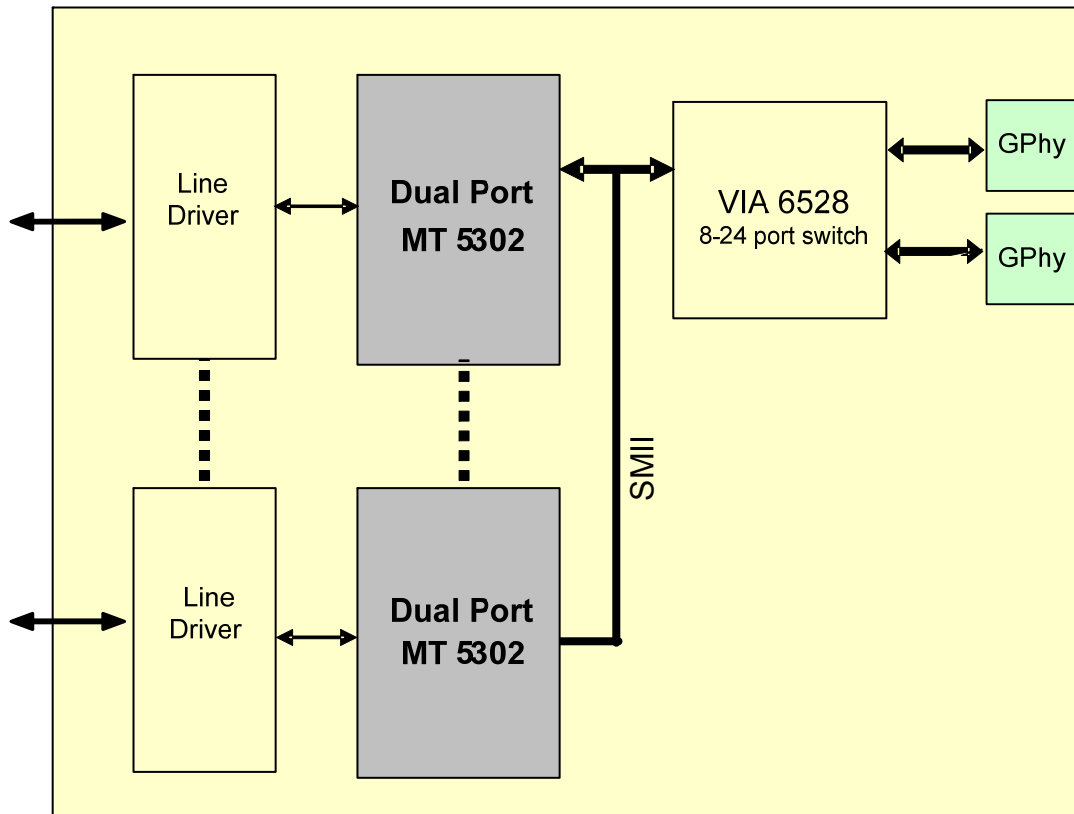 Line
Driver
Dual Port
MT 5302
VIA 6528
8-24 port switch
GPhy
GPhy
SMII
Line
Driver
Dual Port
MT 5302